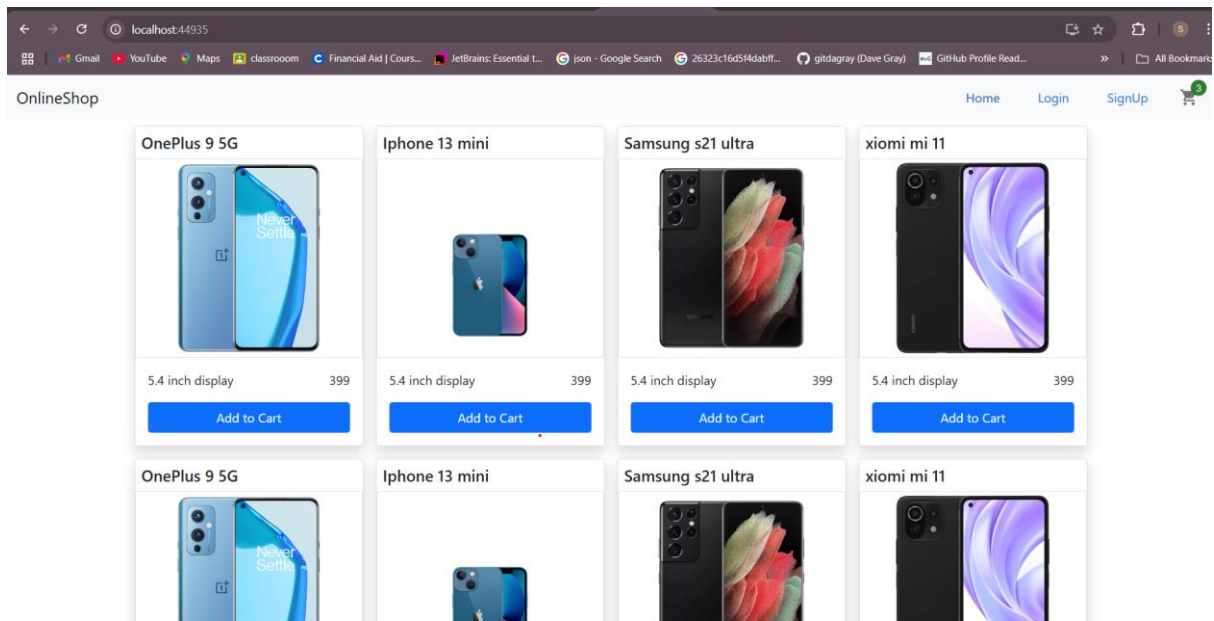 localhost:44935
S
Gmail YouTube Maps classrooom Financial Aid | Cours... JetBrains: Essential t... json - Google Search 26323c16d5f4dabff... gitdagray (Dave Gray) GitHub Profile Read... » All Bookmarks
OnlineShop Home Login SignUp 3
OnePlus 9 5G Iphone 13 mini Samsung s21 ultra xiomi mi 11
Never
Settle
SAMSUNG
XIAOMI
5.4 inch display 399 5.4 inch display 399 5.4 inch display 399 5.4 inch display 399
Add to Cart Add to Cart Add to Cart Add to Cart
OnePlus 9 5G Iphone 13 mini Samsung s21 ultra xiomi mi 11
Never
Settle